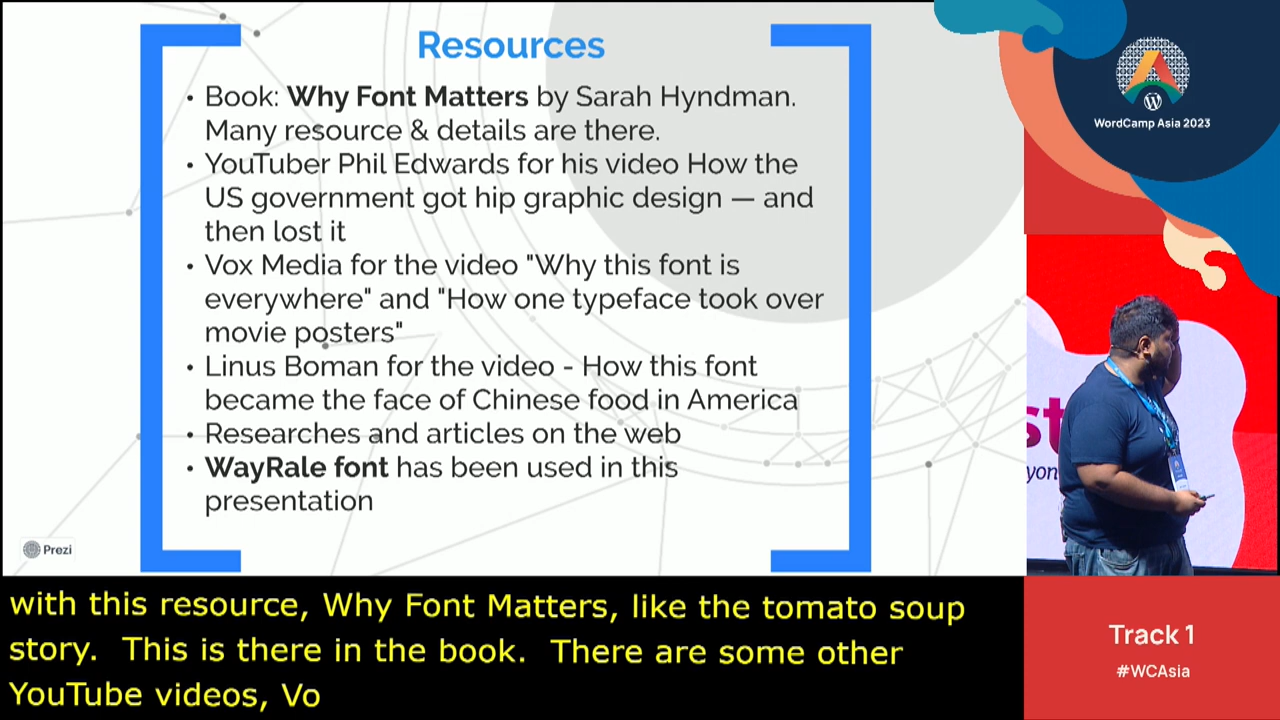 Resources
• Book: Why Font Matters by Sarah Hyndman.
Many resource & details are there.
• YouTuber Phil Edwards for his video How the
US government got hip graphic design — and
then lost it
• Vox Media for the video "Why this font is
everywhere" and "How one typeface took over
movie posters"
• Linus Boman for the video - How this font
became the face of Chinese food in America
• Researches and articles on the web
• WayRale font has been used in this
presentation
Prezi
WordCamp Asia 2023
st
yon
Track 1
#WCAsia
with this resource, Why Font Matters, like the tomato soup
story. This is there in the book. There are some other
YouTube videos, Vo